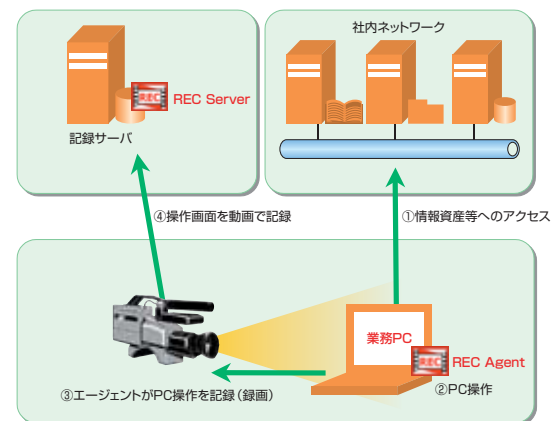 社内ネットワーク
REC
REC Server
記録サーバ
④操作画面を動画で記録
①情報資産等へのアクセス
業務PC
REC
REC Agent
②PC操作
③エージェントがPC操作を記録(録画)